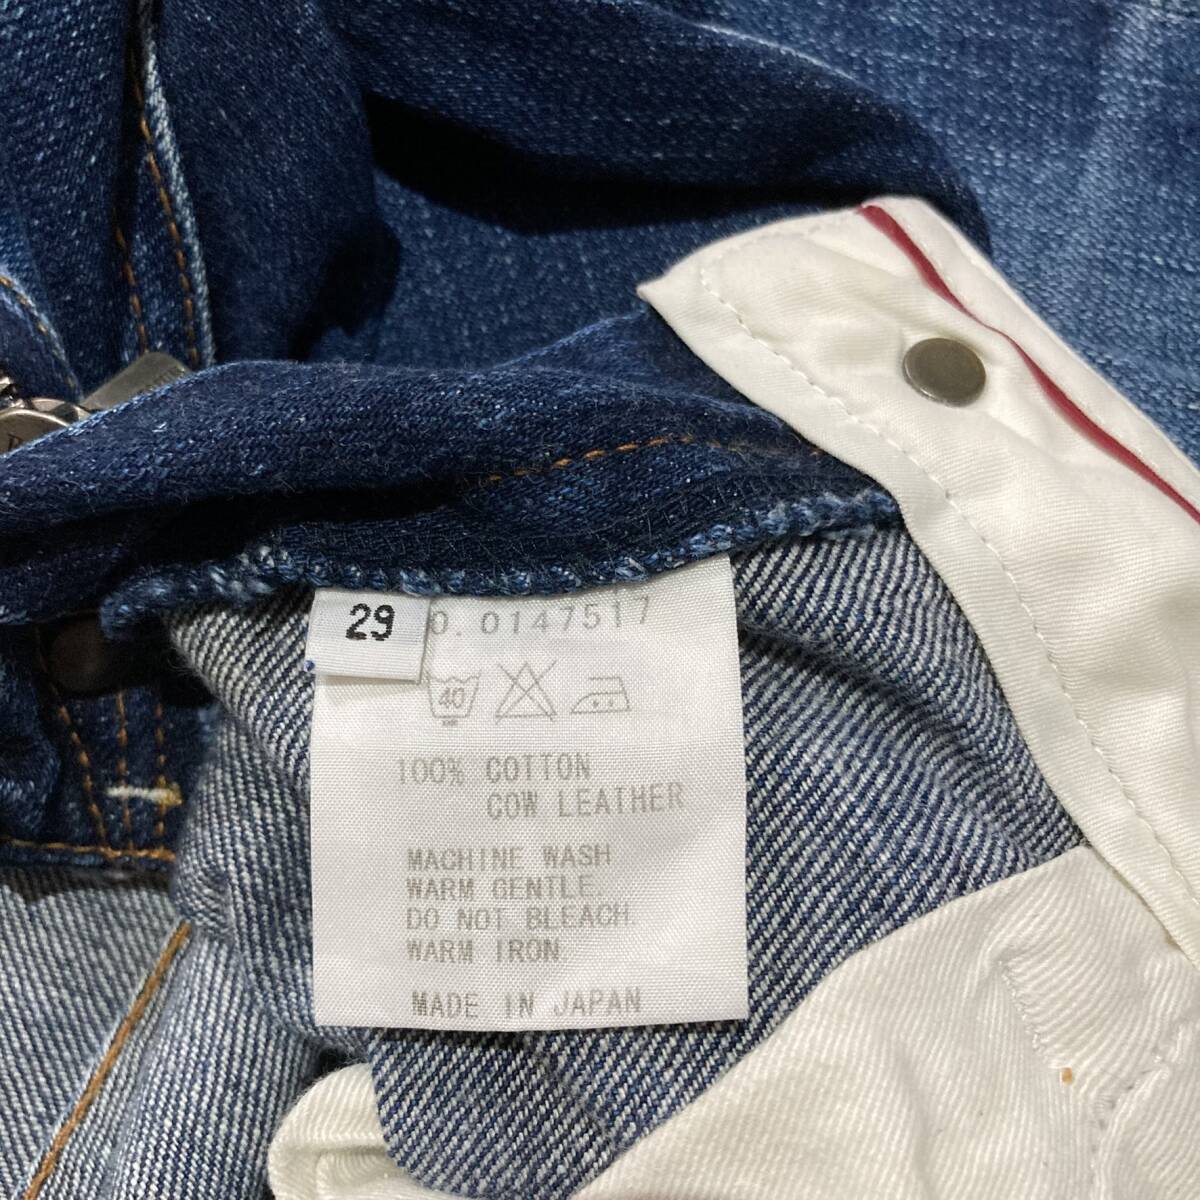 29
0. 0147517
40
100% COTTON
COW LEATHER
MACHINE WASH
WARM GENTLE.
DO NOT BLEACH.
WARM IRON.
MADE IN JAPAN